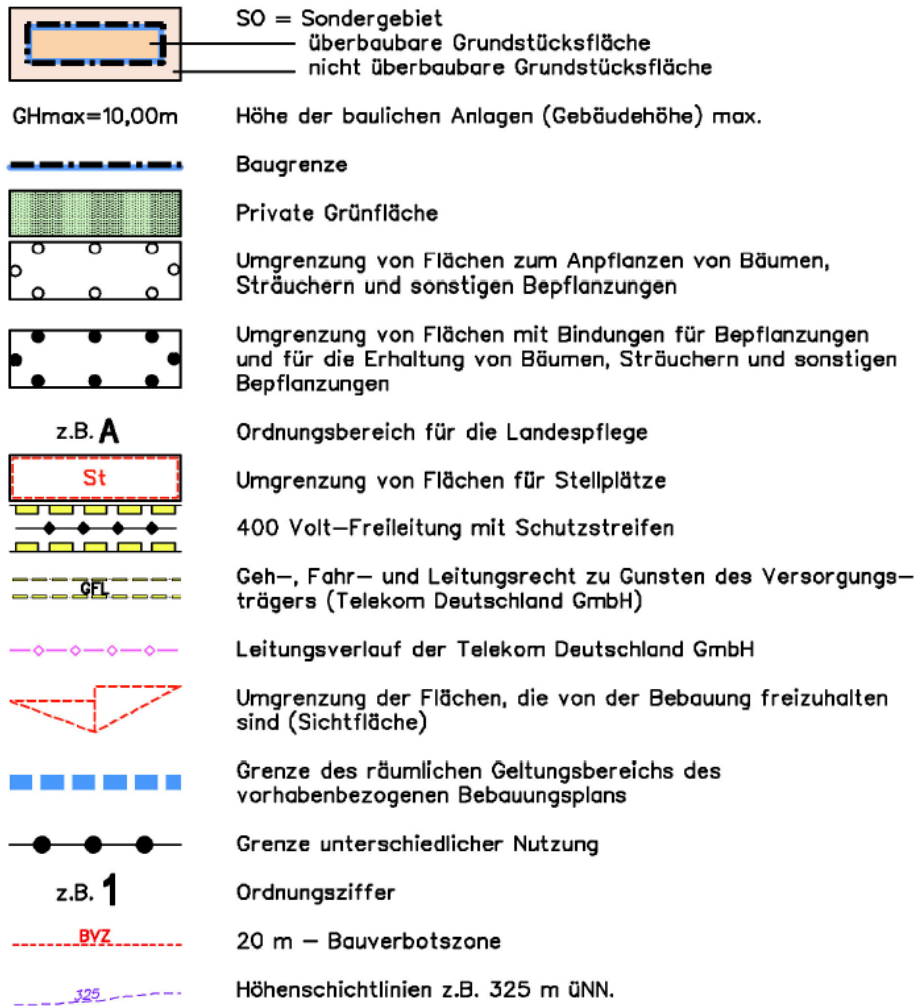 SO = Sondergebiet
überbaubare Grundstücksfläche
nicht überbaubare Grundstücksfläche
GHmax=10,00m Höhe der baulichen Anlagen (Gebäudehöhe) max.
Baugrenze
Private Grünfläche
Umgrenzung von Flächen zum Anpflanzen von Bäumen,
Sträuchern und sonstigen Bepflanzungen
Umgrenzung von Flächen mit Bindungen für Bepflanzungen
und für die Erhaltung von Bäumen, Sträuchern und sonstigen
Bepflanzungen
z.B. A Ordnungsbereich für die Landespflege
St Umgrenzung von Flächen für Stellplätze
400 Volt-Freileitung mit Schutzstreifen
GFL Geh-, Fahr- und Leitungsrecht zu Gunsten des Versorgungs-
trägers (Telekom Deutschland GmbH)
Leitungsverlauf der Telekom Deutschland GmbH
Umgrenzung der Flächen, die von der Bebauung freizuhalten
sind (Sichtfläche)
Grenze des räumlichen Geltungsbereichs des
vorhabenbezogenen Bebauungsplans
Grenze unterschiedlicher Nutzung
z.B. 1 Ordnungsziffer
BVZ 20 m - Bauverbotszone
325 Höhenschichtlinien z.B. 325 m üNN.